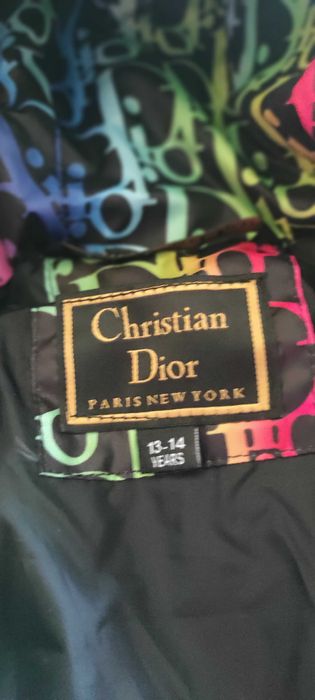 Christian
Dior
PARIS NEW YORK
13-14
YEARS